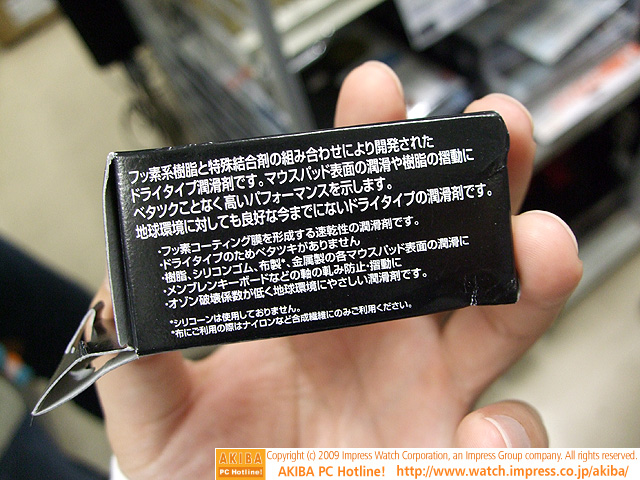 フッ素系樹脂と特殊結合剤の組み合わせにより開発された
ドライタイプ潤滑剤です。マウスパッド表面の潤滑や樹脂の摺動に
ベタツクことなく高いパフォーマンスを示します。
地球環境に対しても良好な今までにないドライタイプの潤滑剤です。
・フッ素コーティング膜を形成する速乾性の潤滑剤です。
・ドライタイプのためベタツキがありません
・樹脂、シリコンゴム、布製*、金属製の各マウスパッド表面の潤滑に
・メンブレンキーボードなどの軸の軋み防止・摺動に
・オゾン破壊係数が低く地球環境にやさしい潤滑剤です。
*シリコーンは使用しておりません。
*布にご利用の際はナイロンなど合成繊維にのみご利用ください。
AKIBA
PC Hotline!
Copyright (c) 2009 Impress Watch Corporation, an Impress Group company. All rights reserved.
AKIBA PC Hotline! http://www.watch.impress.co.jp/akiba/